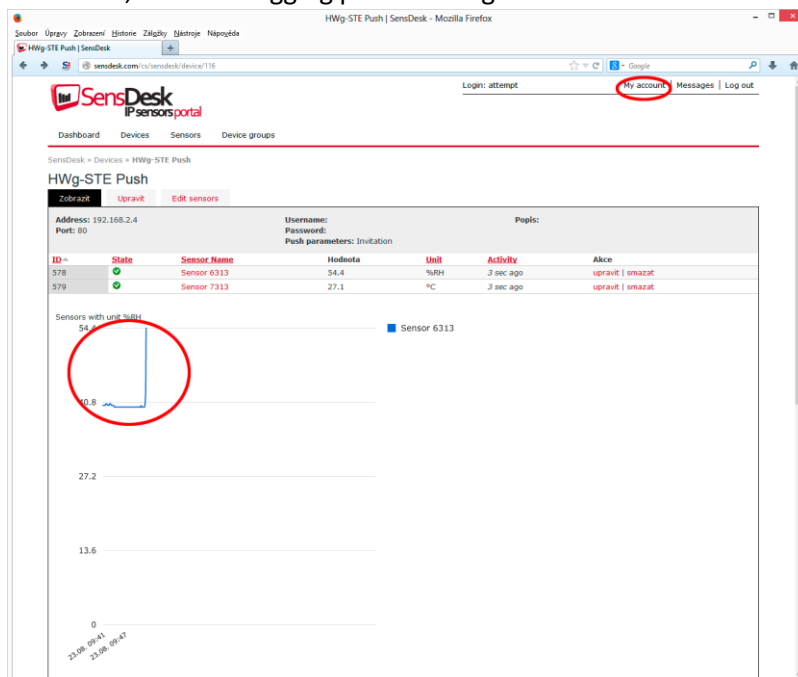 HWg-STE Push | SensDesk - Mozilla Firefox
Soubor Úpravy Zobrazení Historie Záložky Nástroje Nápověda
HWg-STE Push | SensDesk
sensdesk.com/cs/sensdesk/device/116 Google
Login: attempt My account | Messages | Log out
SensDesk
IP sensors portal
Dashboard Devices Sensors Device groups
SensDesk » Devices » HWg-STE Push
HWg-STE Push
Zobrazit Upravit Edit sensors
Address: 192.168.2.4 Username: Popis:
Port: 80 Password:
Push parameters: Invitation
ID State Sensor Name Hodnota Unit Activity Akce
578 Sensor 6313 54.4 %RH 3 sec ago upravit | smazat
579 Sensor 7313 27.1 °C 3 sec ago upravit | smazat
Sensors with unit %RH
54.4 Sensor 6313
40.8
27.2
13.6
0
23.08. 09:41
23.08. 09:47